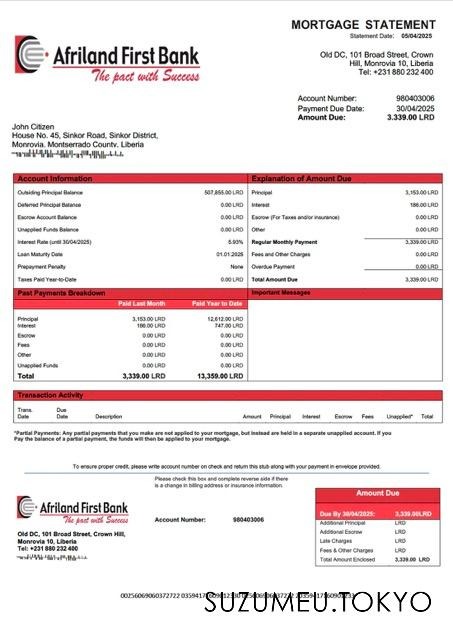 MORTGAGE STATEMENT
Statement Date: 05/04/2025
Afriland First Bank
The pact with Success
Old DC, 101 Broad Street, Crown
Hill, Monrovia 10, Liberia
Tel: +231 880 232 400
Account Number: 980403006
Payment Due Date: 30/04/2025
Amount Due: 3.339.00 LRD
John Citizen
House No. 45, Sinkor Road, Sinkor District,
Monrovia, Montserrado County, Liberia
Account Information
Outsiding Principal Balance 507,855.00 LRD
Deferred Principal Balance 0.00 LRD
Escrow Account Balance 0.00 LRD
Unapplied Funds Balance 0.00 LRD
Interest Rate (until 30/04/2025) 5.93%
Loan Maturity Date 01.01.2025
Prepayment Penalty None
Taxes Paid Year-to-Date 0.00 LRD
Explanation of Amount Due
Principal 3,153.00 LRD
Interest 186.00 LRD
Escrow (For Taxes and/or insurance) 0.00 LRD
Other 0.00 LRD
Regular Monthly Payment 3,339.00 LRD
Fees and Other Charges 0.00 LRD
Overdue Payment 0.00 LRD
Total Amount Due 3,339.00 LRD
Past Payments Breakdown
Paid Last Month Paid Year to Date
Principal 3,153.00 LRD 12,612.00 LRD
Interest 186.00 LRD 747.00 LRD
Escrow 0.00 LRD 0.00 LRD
Fees 0.00 LRD 0.00 LRD
Other 0.00 LRD 0.00 LRD
Unapplied Funds 0.00 LRD 0.00 LRD
Total 3,339.00 LRD 13,359.00 LRD
Important Messages
Transaction Activity
Trans. Due
Date Date Description Amount Principal Interest Escrow Fees Unapplied* Total
*Partial Payments: Any partial payments that you make are not applied to your mortgage, but instead are held in a separate unapplied account. If you
Pay the balance of a partial payment, the funds will then be applied to your mortgage.
To ensure proper credit, please write account number on check and return this stub along with your payment in envelope provided.
Please check this box and complete reverse side if there
is a change in billing address or insurance information.
Afriland First Bank
The pact with Success
Account Number: 980403006
Old DC, 101 Broad Street, Crown Hill,
Monrovia 10, Liberia
Tel: +231 880 232 400
Amount Due
Due By 30/04/2025: 3,339.00LRD
Additional Principal LRD
Additional Escrow LRD
Late Charges LRD
Fees & Other Charges LRD
Total Amount Enclosed 3,339.00 LRD
SUZUMEU.TOKYO